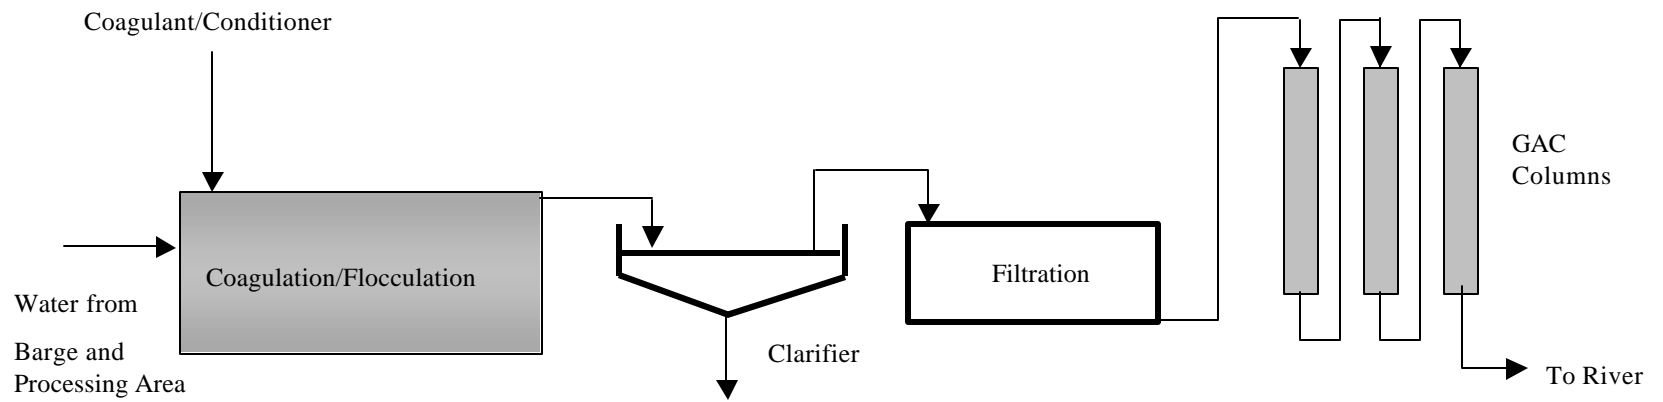 Coagulant/Conditioner
Water from
Barge and
Processing Area
Coagulation/Flocculation
Clarifier
Filtration
GAC
Columns
To River